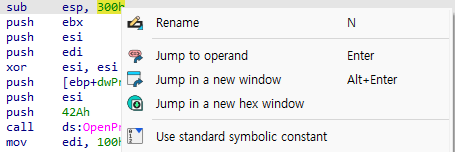 sub esp, 300h
push ebx
push esi
push edi
xor esi, esi
push [ebp+dwPr
push esi
push 42Ah
call ds:OpenPr
mov edi, 100h
Rename N
Jump to operand Enter
Jump in a new window Alt+Enter
Jump in a new hex window
Use standard symbolic constant